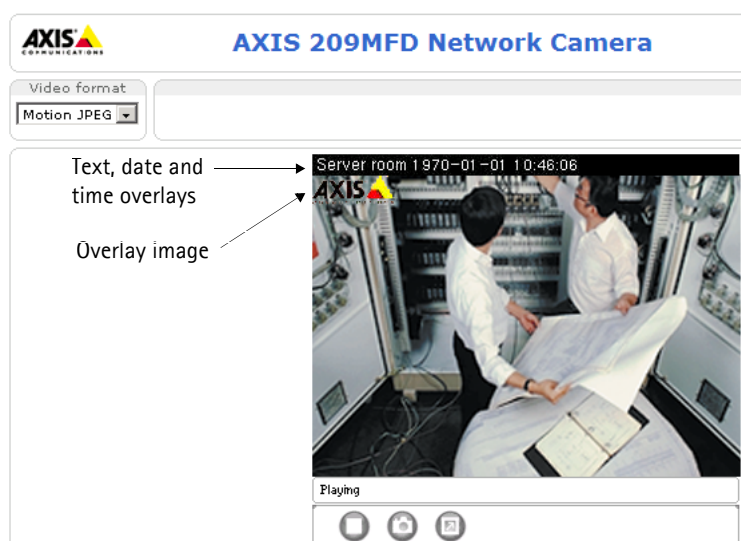 AXIS
COMMUNICATIONS
AXIS 209MFD Network Camera
Video format
Motion JPEG
Text, date and
time overlays
Server room 1970-01-01 10:46:06
AXIS
Overlay image
Playing